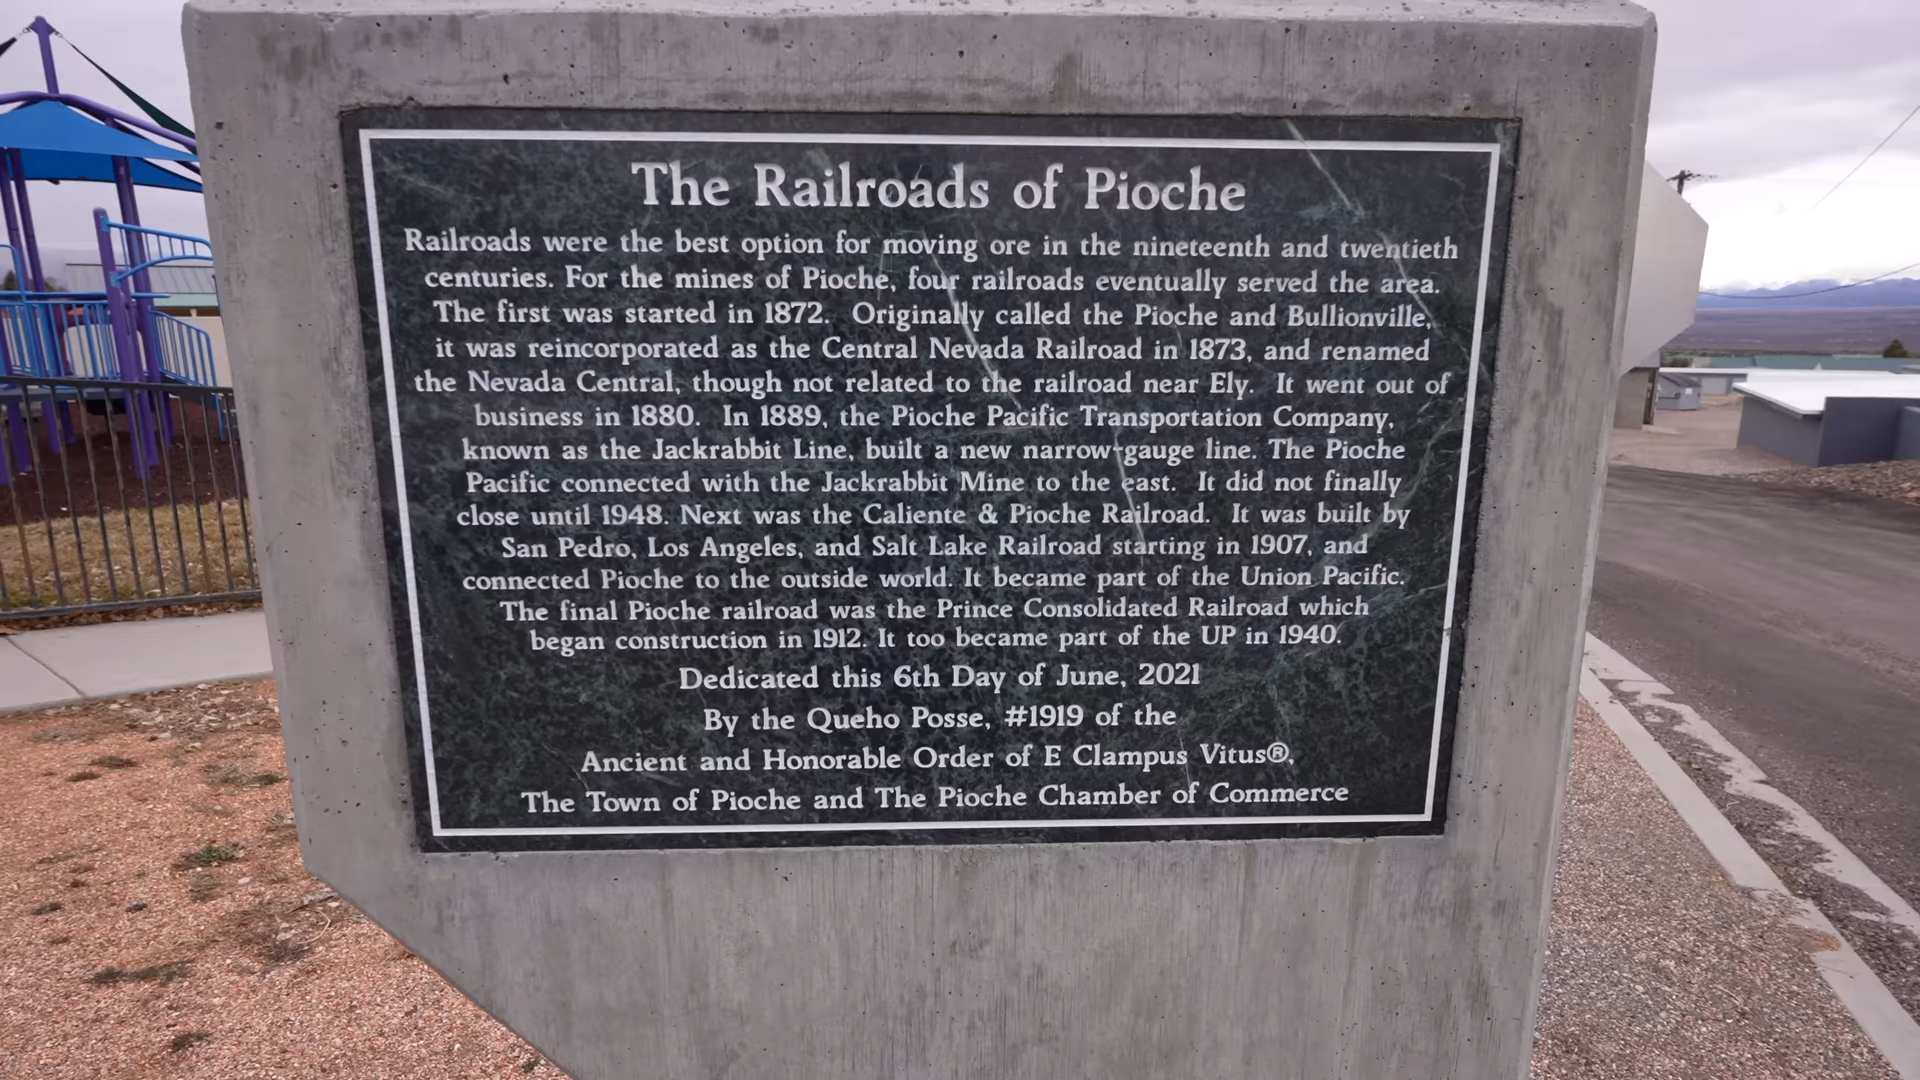 The Railroads of Pioche
Railroads were the best option for moving ore in the nineteenth and twentieth
centuries. For the mines of Pioche, four railroads eventually served the area.
The first was started in 1872. Originally called the Pioche and Bullionville,
it was reincorporated as the Central Nevada Railroad in 1873, and renamed
the Nevada Central, though not related to the railroad near Ely. It went out of
business in 1880. In 1889, the Pioche Pacific Transportation Company,
known as the Jackrabbit Line, built a new narrow-gauge line. The Pioche
Pacific connected with the Jackrabbit Mine to the east. It did not finally
close until 1948. Next was the Caliente & Pioche Railroad. It was built by
San Pedro, Los Angeles, and Salt Lake Railroad starting in 1907, and
connected Pioche to the outside world. It became part of the Union Pacific.
The final Pioche railroad was the Prince Consolidated Railroad which
began construction in 1912. It too became part of the UP in 1940.
Dedicated this 6th Day of June, 2021
By the Queho Posse, #1919 of the
Ancient and Honorable Order of E Clampus Vitus®,
The Town of Pioche and The Pioche Chamber of Commerce